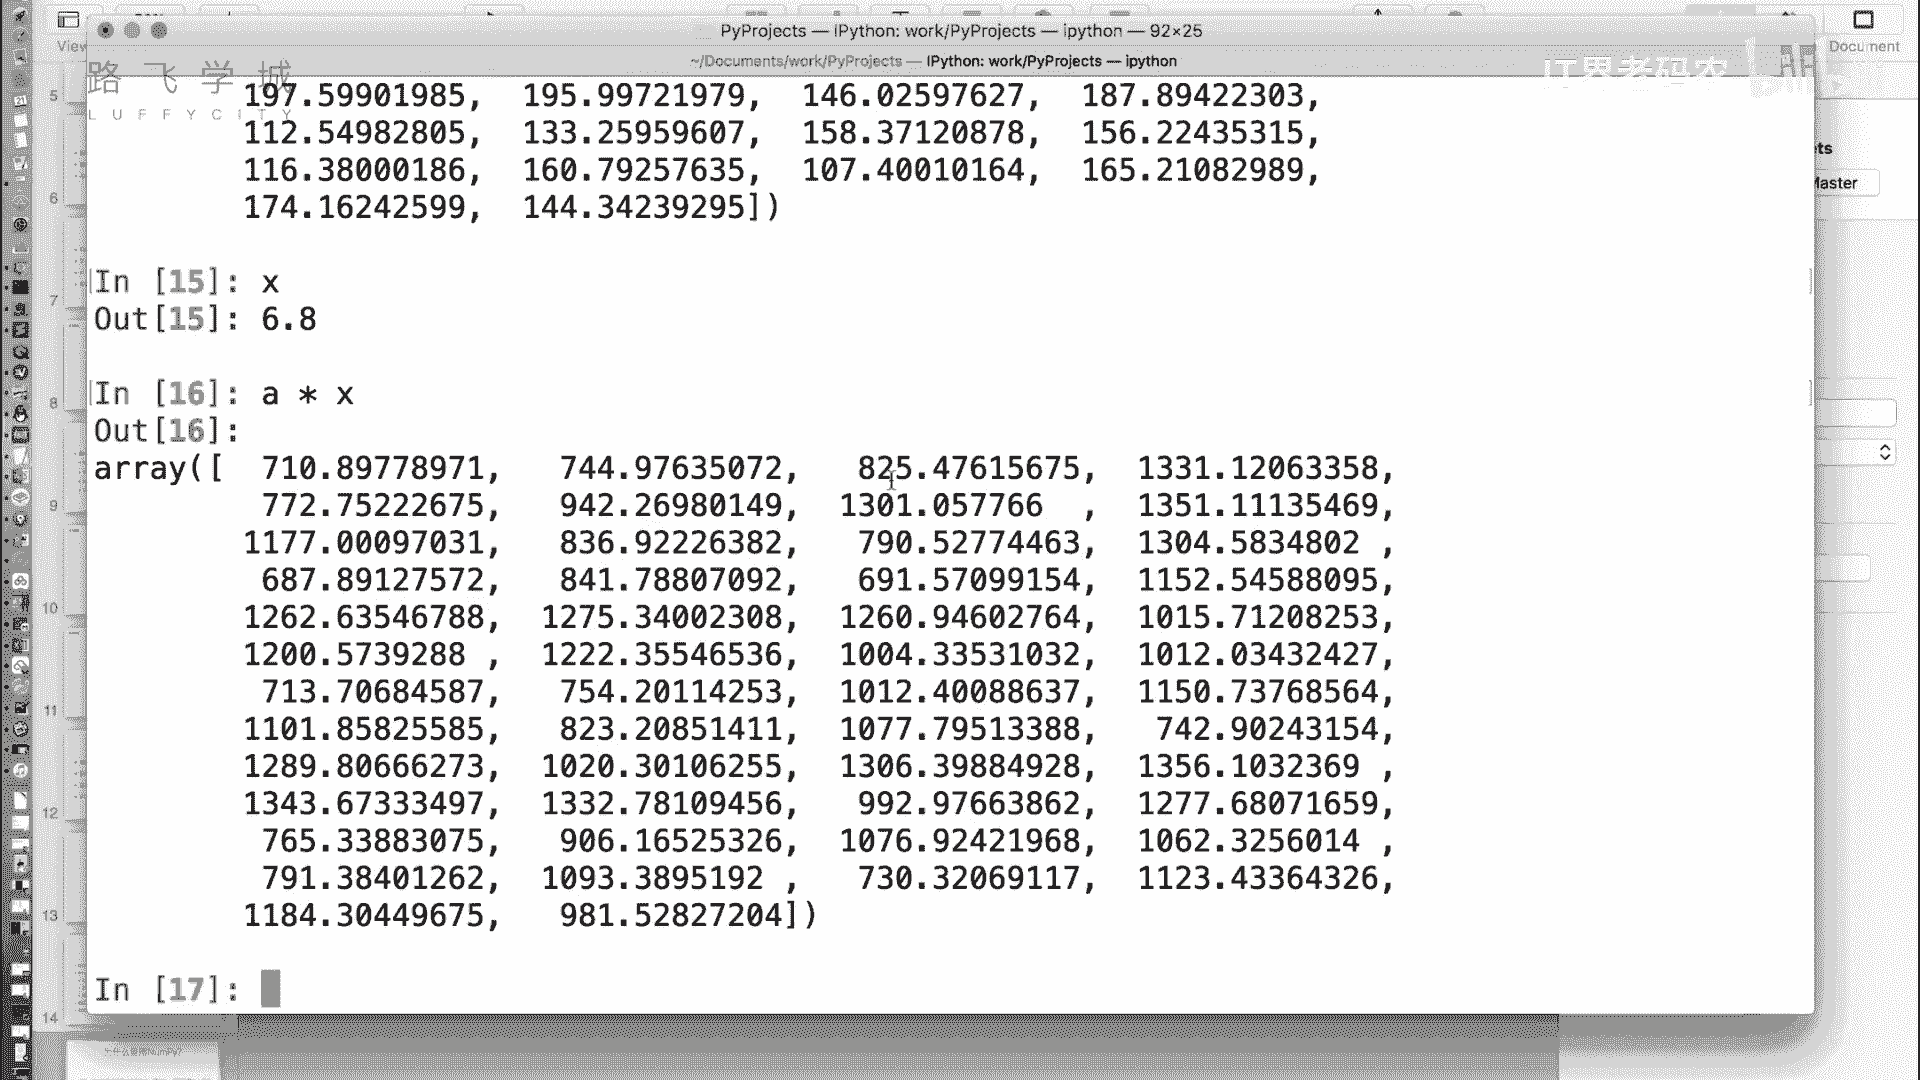 PyProjects — IPython: work/PyProjects — ipython — 92×25
View
Document
~/Documents/work/PyProjects — IPython: work/PyProjects — ipython
路飞学城
LUFFYCITY
IT界老码农
197.59901985, 195.99721979, 146.02597627, 187.89422303,
112.54982805, 133.25959607, 158.37120878, 156.22435315,
116.38000186, 160.79257635, 107.40010164, 165.21082989,
174.16242599, 144.34239295])
In [15]: x
Out[15]: 6.8
In [16]: a * x
Out[16]:
array([ 710.89778971, 744.97635072, 825.47615675, 1331.12063358,
772.75222675, 942.26980149, 1301.057766 , 1351.11135469,
1177.00097031, 836.92226382, 790.52774463, 1304.5834802 ,
687.89127572, 841.78807092, 691.57099154, 1152.54588095,
1262.63546788, 1275.34002308, 1260.94602764, 1015.71208253,
1200.5739288 , 1222.35546536, 1004.33531032, 1012.03432427,
713.70684587, 754.20114253, 1012.40088637, 1150.73768564,
1101.85825585, 823.20851411, 1077.79513388, 742.90243154,
1289.80666273, 1020.30106255, 1306.39884928, 1356.1032369 ,
1343.67333497, 1332.78109456, 992.97663862, 1277.68071659,
765.33883075, 906.16525326, 1076.92421968, 1062.3256014 ,
791.38401262, 1093.3895192 , 730.32069117, 1123.43364326,
1184.30449675, 981.52827204])
In [17]:
5
6
7
8
9
10
11
12
13
14